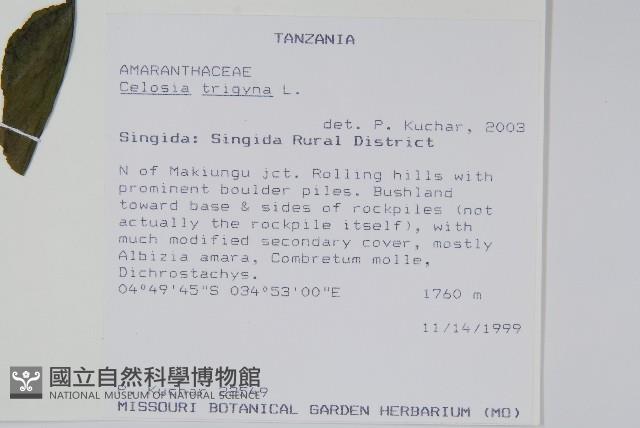 TANZANIA
AMARANTHACEAE
Celosia trigyna L.
det. P. Kuchar, 2003
Singida: Singida Rural District
N of Makiungu jct. Rolling hills with
prominent boulder piles. Bushland
toward base & sides of rockpiles (not
actually the rockpile itself), with
much modified secondary cover, mostly
Albizia amara, Combretum molle,
Dichrostachys.
04°49'45"S 034°53'00"E 1760 m
11/14/1999
國立自然科學博物館
NATIONAL MUSEUM OF NATURAL SCIENCE
Kuchar
MISSOURI BOTANICAL GARDEN HERBARIUM (MO)